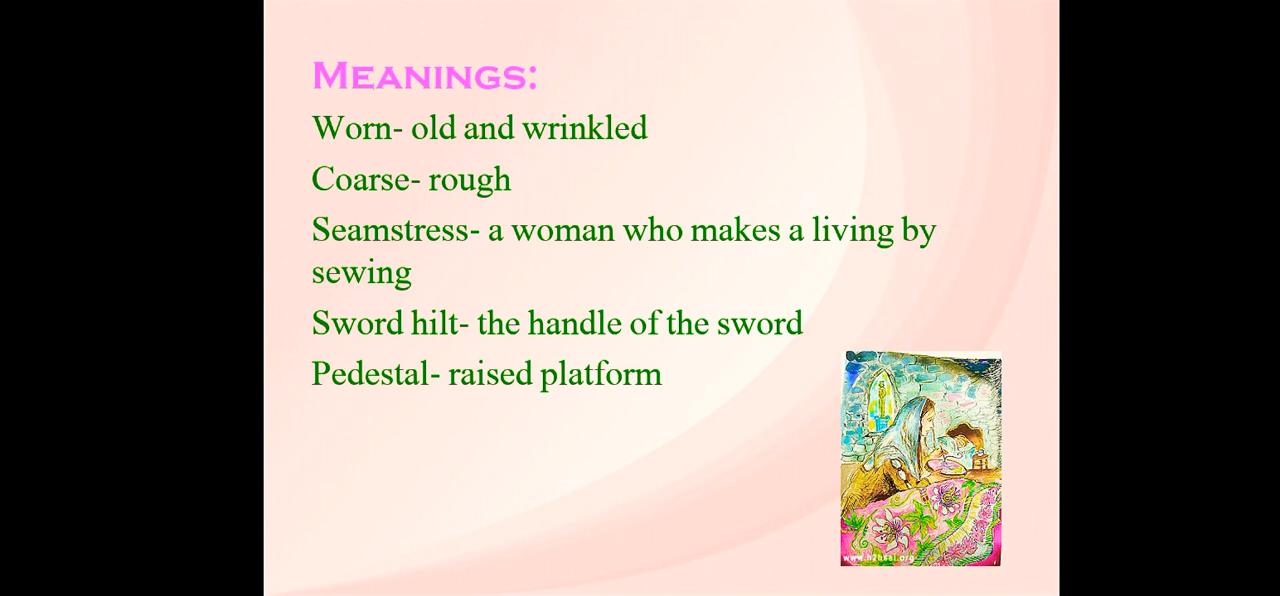 MEANINGS:
Worn- old and wrinkled
Coarse- rough
Seamstress- a woman who makes a living by
sewing
Sword hilt- the handle of the sword
Pedestal- raised platform